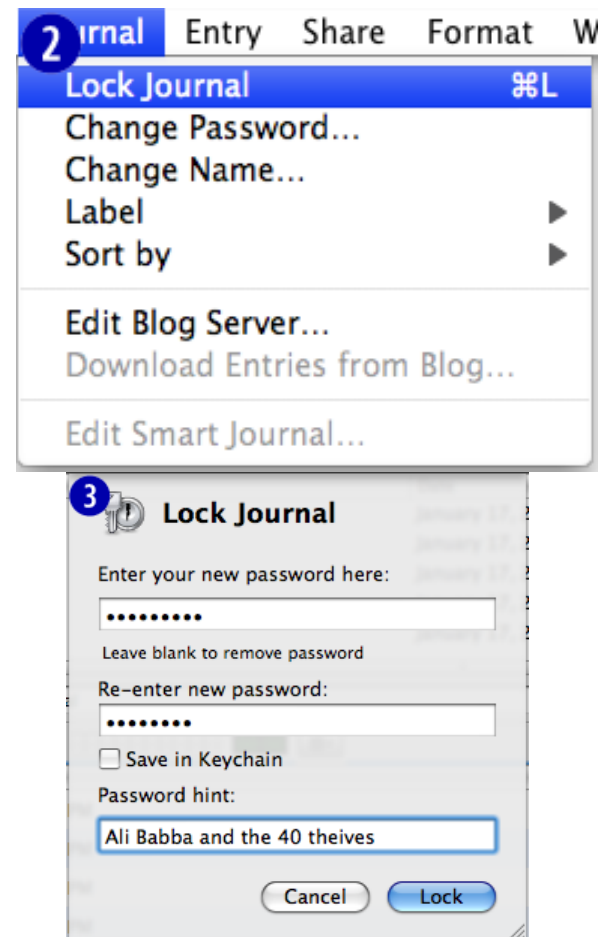 2 urnal Entry Share Format W
Lock Journal ⌘L
Change Password...
Change Name...
Label
Sort by
Edit Blog Server...
Download Entries from Blog...
Edit Smart Journal...
3 Lock Journal
Enter your new password here:
•••••••••
Leave blank to remove password
Re-enter new password:
••••••••
Save in Keychain
Password hint:
Ali Babba and the 40 theives
Cancel Lock